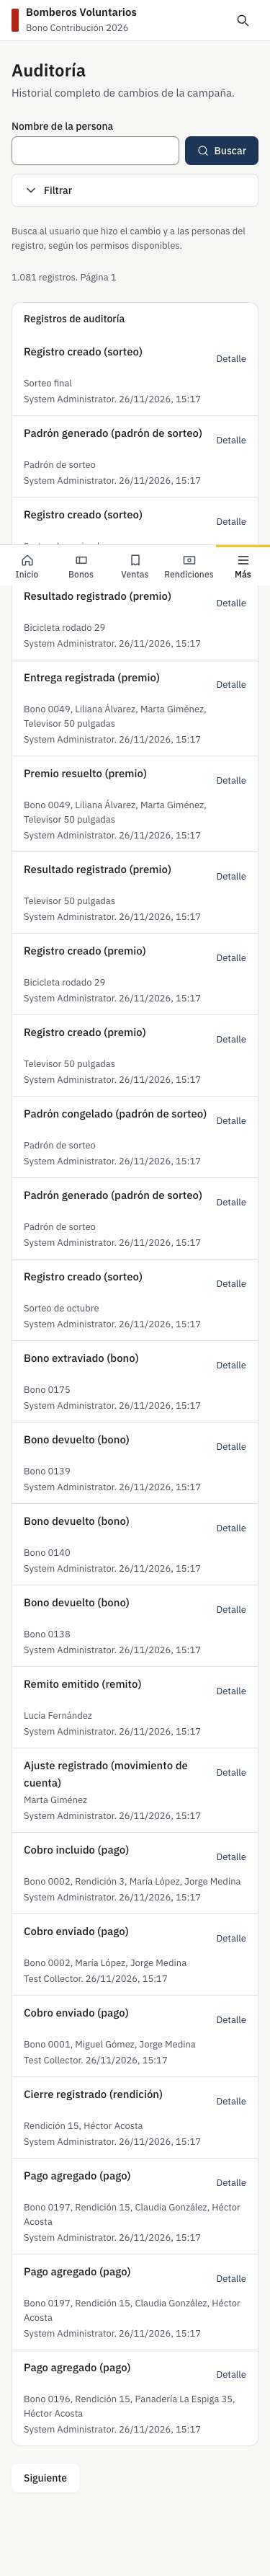 Bomberos Voluntarios
Bono Contribución 2026
Auditoría
Historial completo de cambios de la campaña.
Nombre de la persona
Buscar
Filtrar
Busca al usuario que hizo el cambio y a las personas del
registro, según los permisos disponibles.
1.081 registros. Página 1
Registros de auditoría
Registro creado (sorteo)
Detalle
Sorteo final
System Administrator. 26/11/2026, 15:17
Padrón generado (padrón de sorteo)
Detalle
Padrón de sorteo
System Administrator. 26/11/2026, 15:17
Registro creado (sorteo)
Detalle
Inicio
Bonos
Ventas
Rendiciones
Más
Resultado registrado (premio)
Detalle
Bicicleta rodado 29
System Administrator. 26/11/2026, 15:17
Entrega registrada (premio)
Detalle
Bono 0049, Liliana Álvarez, Marta Giménez,
Televisor 50 pulgadas
System Administrator. 26/11/2026, 15:17
Premio resuelto (premio)
Detalle
Bono 0049, Liliana Álvarez, Marta Giménez,
Televisor 50 pulgadas
System Administrator. 26/11/2026, 15:17
Resultado registrado (premio)
Detalle
Televisor 50 pulgadas
System Administrator. 26/11/2026, 15:17
Registro creado (premio)
Detalle
Bicicleta rodado 29
System Administrator. 26/11/2026, 15:17
Registro creado (premio)
Detalle
Televisor 50 pulgadas
System Administrator. 26/11/2026, 15:17
Padrón congelado (padrón de sorteo)
Detalle
Padrón de sorteo
System Administrator. 26/11/2026, 15:17
Padrón generado (padrón de sorteo)
Detalle
Padrón de sorteo
System Administrator. 26/11/2026, 15:17
Registro creado (sorteo)
Detalle
Sorteo de octubre
System Administrator. 26/11/2026, 15:17
Bono extraviado (bono)
Detalle
Bono 0175
System Administrator. 26/11/2026, 15:17
Bono devuelto (bono)
Detalle
Bono 0139
System Administrator. 26/11/2026, 15:17
Bono devuelto (bono)
Detalle
Bono 0140
System Administrator. 26/11/2026, 15:17
Bono devuelto (bono)
Detalle
Bono 0138
System Administrator. 26/11/2026, 15:17
Remito emitido (remito)
Detalle
Lucía Fernández
System Administrator. 26/11/2026, 15:17
Ajuste registrado (movimiento de
cuenta)
Detalle
Marta Giménez
System Administrator. 26/11/2026, 15:17
Cobro incluido (pago)
Detalle
Bono 0002, Rendición 3, María López, Jorge Medina
System Administrator. 26/11/2026, 15:17
Cobro enviado (pago)
Detalle
Bono 0002, María López, Jorge Medina
Test Collector. 26/11/2026, 15:17
Cobro enviado (pago)
Detalle
Bono 0001, Miguel Gómez, Jorge Medina
Test Collector. 26/11/2026, 15:17
Cierre registrado (rendición)
Detalle
Rendición 15, Héctor Acosta
System Administrator. 26/11/2026, 15:17
Pago agregado (pago)
Detalle
Bono 0197, Rendición 15, Claudia González, Héctor
Acosta
System Administrator. 26/11/2026, 15:17
Pago agregado (pago)
Detalle
Bono 0197, Rendición 15, Claudia González, Héctor
Acosta
System Administrator. 26/11/2026, 15:17
Pago agregado (pago)
Detalle
Bono 0196, Rendición 15, Panadería La Espiga 35,
Héctor Acosta
System Administrator. 26/11/2026, 15:17
Siguiente